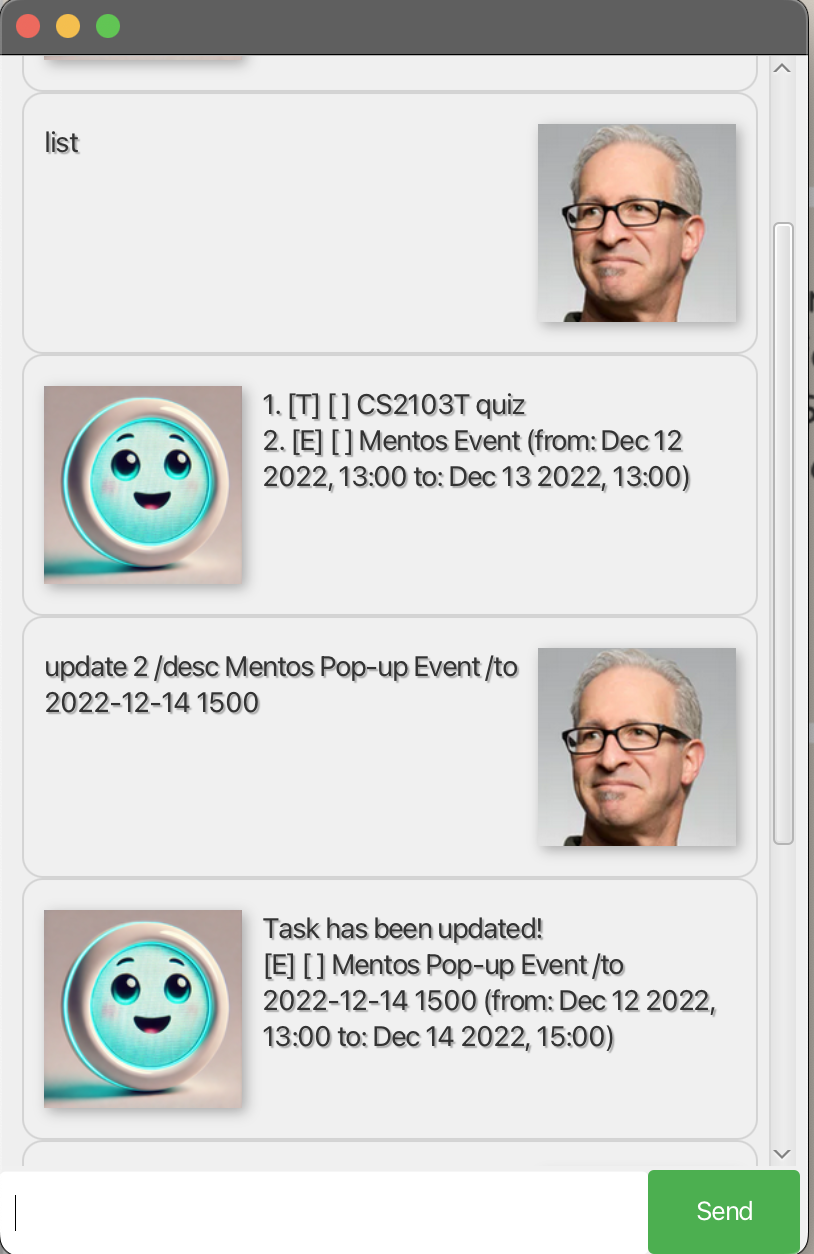 list
1. [T] [ ] CS2103T quiz
2. [E] [ ] Mentos Event (from: Dec 12
2022, 13:00 to: Dec 13 2022, 13:00)
update 2 /desc Mentos Pop-up Event /to
2022-12-14 1500
Task has been updated!
[E] [ ] Mentos Pop-up Event /to
2022-12-14 1500 (from: Dec 12 2022,
13:00 to: Dec 14 2022, 15:00)
Send